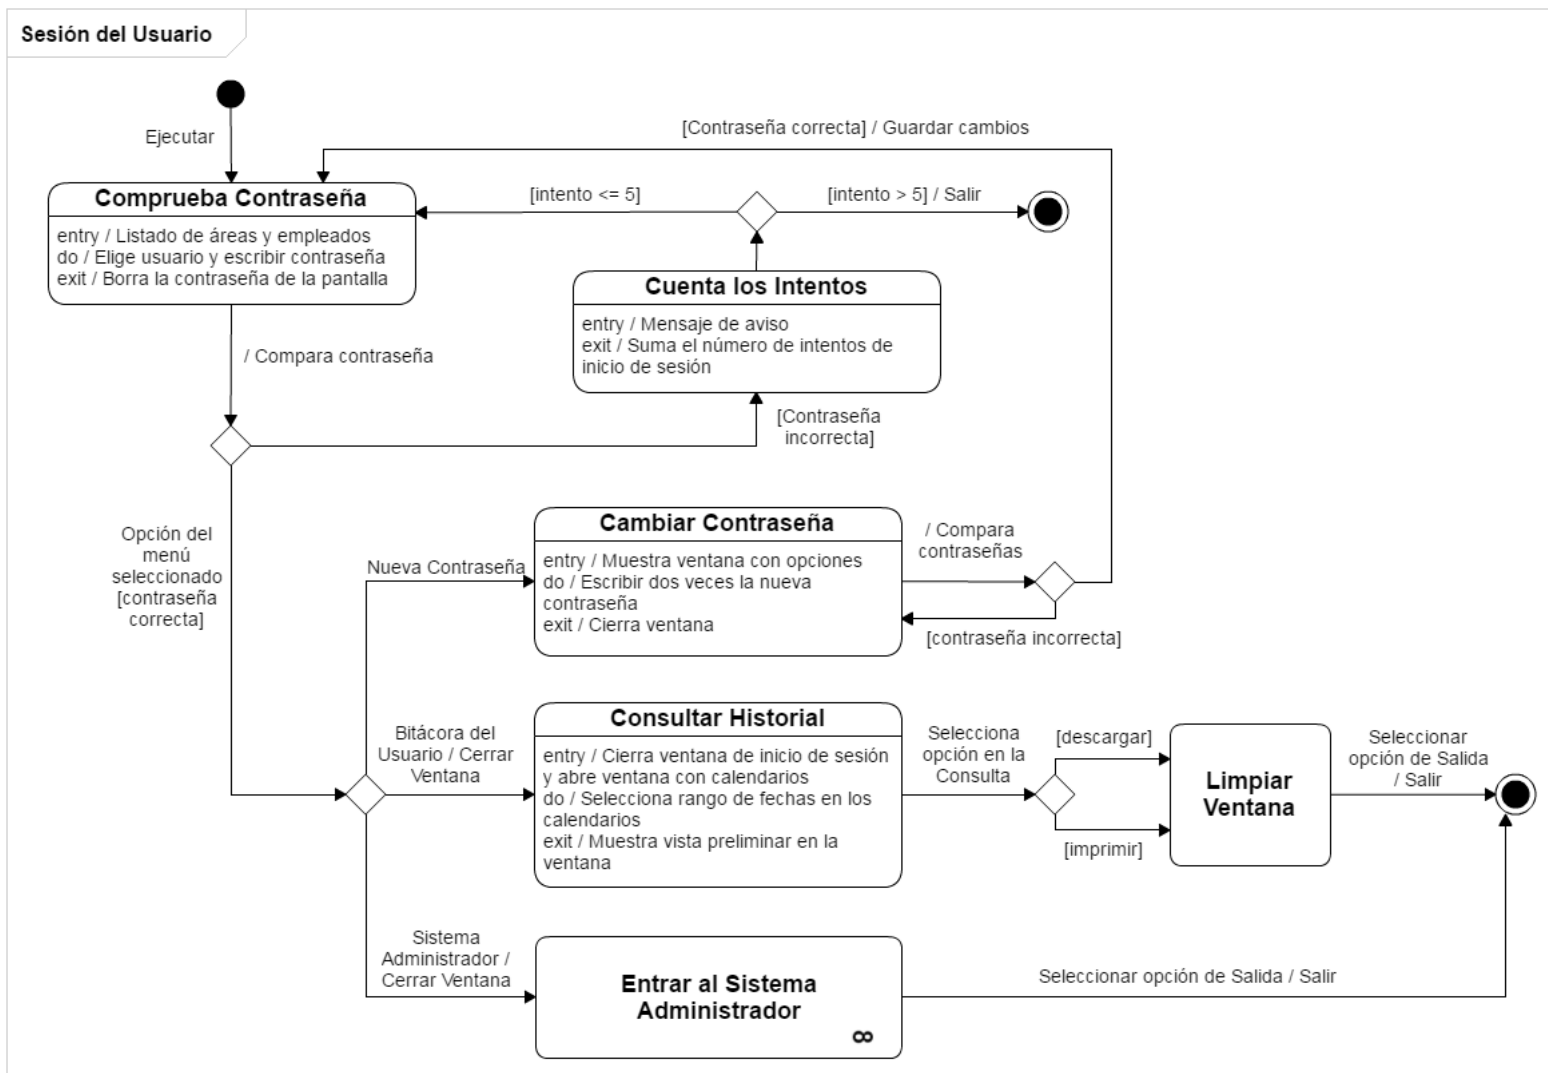 Sesión del Usuario
Ejecutar
[Contraseña correcta] / Guardar cambios
Comprueba Contraseña
entry / Listado de áreas y empleados
do / Elige usuario y escribir contraseña
exit / Borra la contraseña de la pantalla
[intento <= 5]
[intento > 5] / Salir
Cuenta los Intentos
entry / Mensaje de aviso
exit / Suma el número de intentos de
inicio de sesión
/ Compara contraseña
[Contraseña
incorrecta]
Opción del
menú
seleccionado
[contraseña
correcta]
Nueva Contraseña
Cambiar Contraseña
entry / Muestra ventana con opciones
do / Escribir dos veces la nueva
contraseña
exit / Cierra ventana
/ Compara
contraseñas
[contraseña incorrecta]
Bitácora del
Usuario / Cerrar
Ventana
Consultar Historial
entry / Cierra ventana de inicio de sesión
y abre ventana con calendarios
do / Selecciona rango de fechas en los
calendarios
exit / Muestra vista preliminar en la
ventana
Selecciona
opción en la
Consulta
[descargar]
[imprimir]
Limpiar
Ventana
Seleccionar
opción de Salida
/ Salir
Sistema
Administrador /
Cerrar Ventana
Entrar al Sistema
Administrador
Seleccionar opción de Salida / Salir